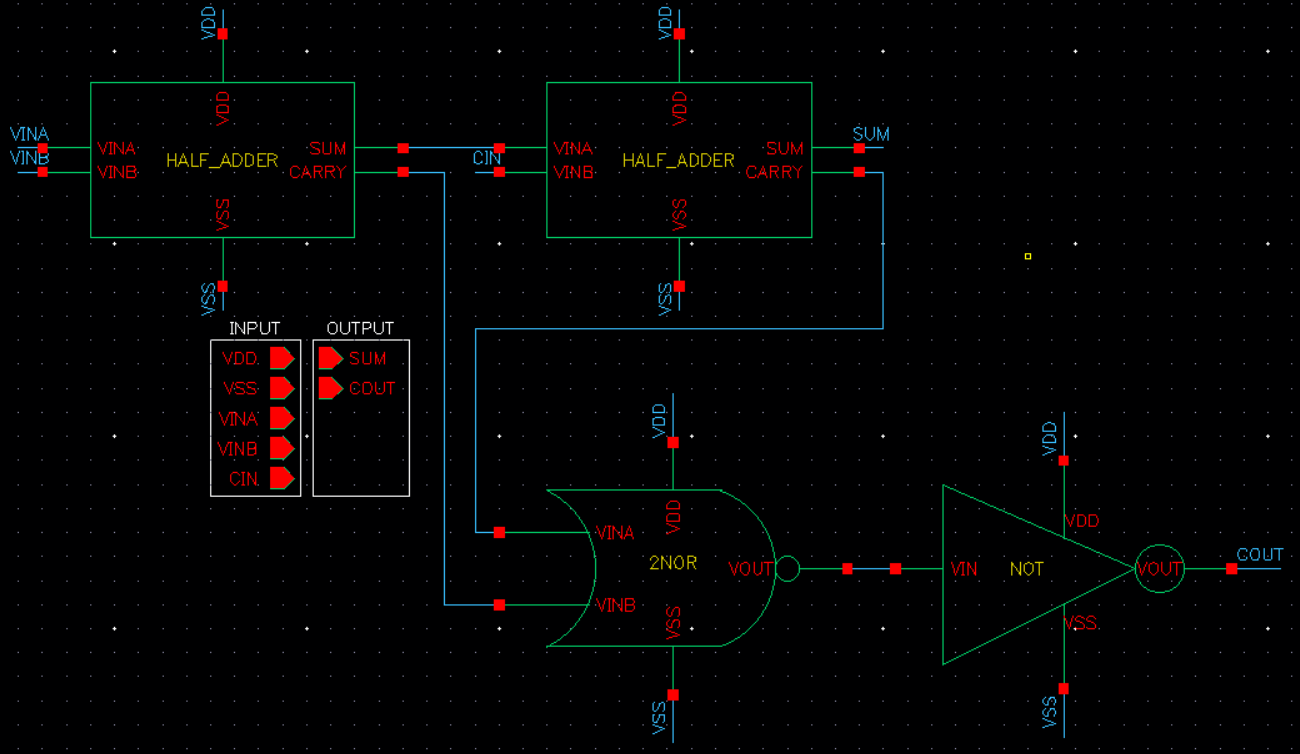 VDD
VDD
VDD
VDD
VINA
VINB
VINA
VINB
HALF_ADDER
SUM
CARRY
CIN
VINA
VINB
HALF_ADDER
SUM
CARRY
SUM
VSS
VSS
VSS
VSS
INPUT
OUTPUT
VDD
SUM
VSS
COUT
VINA
VINB
CIN
VDD
VDD
VDD
VDD
VINA
2NOR
VOUT
VINB
VSS
VSS
VIN
NOT
VOUT
COUT
VSS
VSS